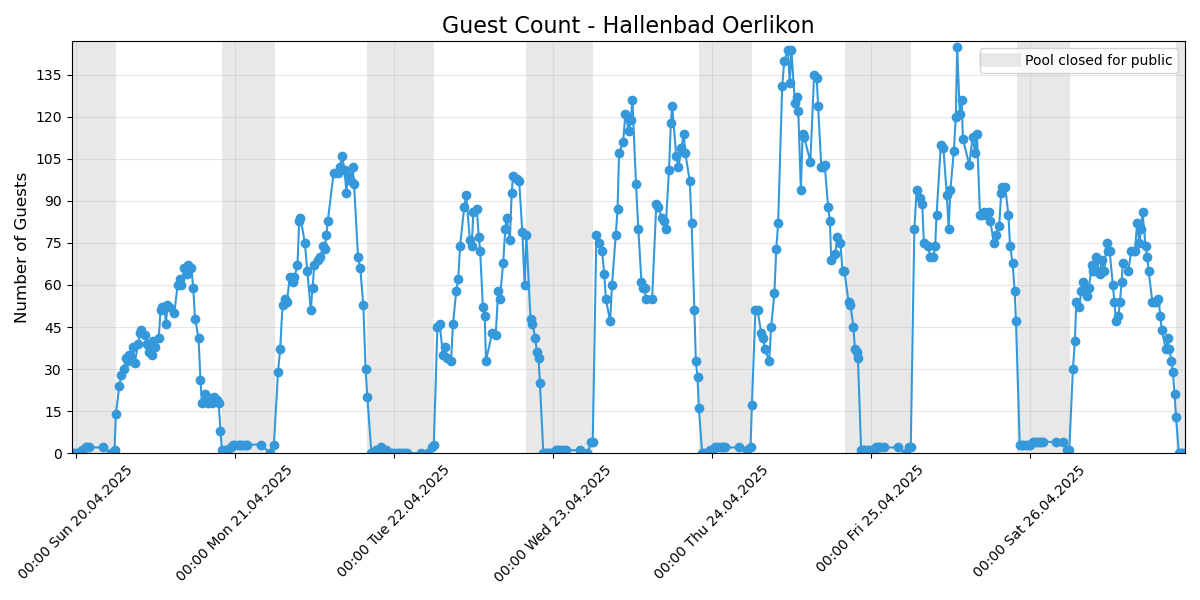 Guest Count - Hallenbad Oerlikon
Pool closed for public
Number of Guests
135
120
105
90
75
60
45
30
15
0
00:00 Sun 20.04.2025
00:00 Mon 21.04.2025
00:00 Tue 22.04.2025
00:00 Wed 23.04.2025
00:00 Thu 24.04.2025
00:00 Fri 25.04.2025
00:00 Sat 26.04.2025